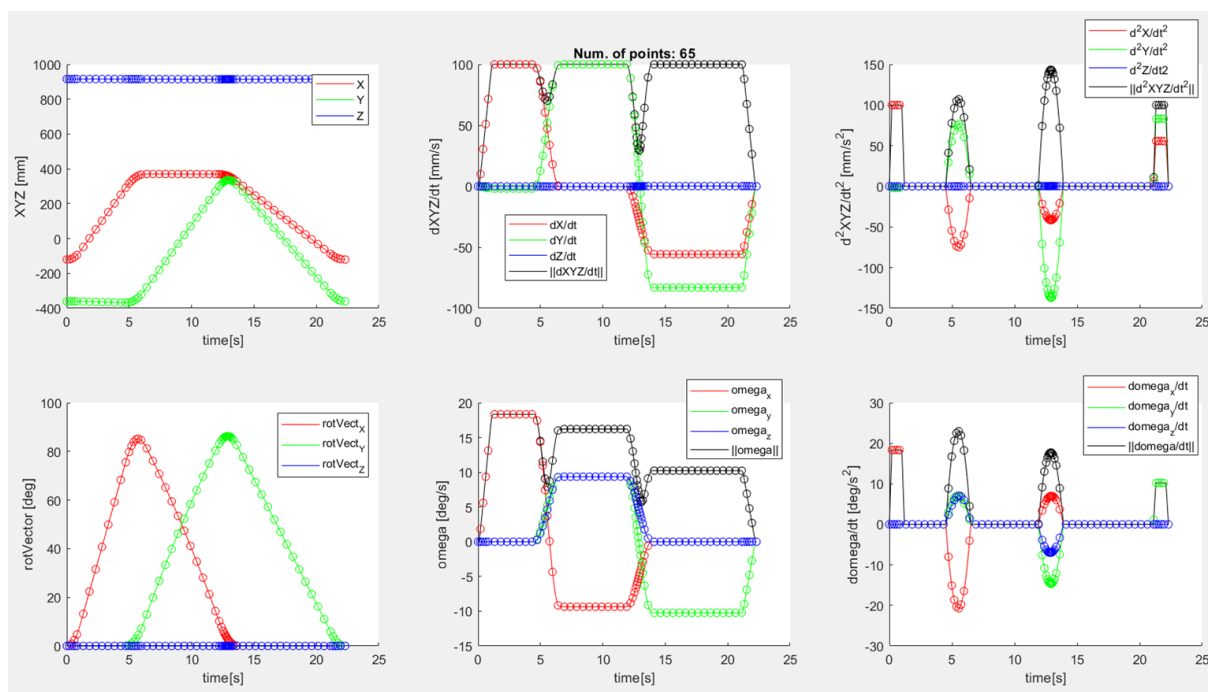 Num. of points: 65
XYZ [mm]
1000
800
600
400
200
0
-200
-400
0 5 10 15 20 25
time[s]
X
Y
Z
dXYZ/dt [mm/s]
100
50
0
-50
-100
0 5 10 15 20 25
time[s]
dX/dt
dY/dt
dZ/dt
||dXYZ/dt||
d²XYZ/dt² [mm/s²]
150
100
50
0
-50
-100
-150
0 5 10 15 20 25
time[s]
d²X/dt²
d²Y/dt²
d²Z/dt2
||d²XYZ/dt²||
rotVector [deg]
100
80
60
40
20
0
0 5 10 15 20 25
time[s]
rotVect_X
rotVect_Y
rotVect_Z
omega [deg/s]
20
15
10
5
0
-5
-10
-15
0 5 10 15 20 25
time[s]
omega_x
omega_y
omega_z
||omega||
domega/dt [deg/s²]
30
20
10
0
-10
-20
-30
0 5 10 15 20 25
time[s]
domega_x/dt
domega_y/dt
domega_z/dt
||domega/dt||